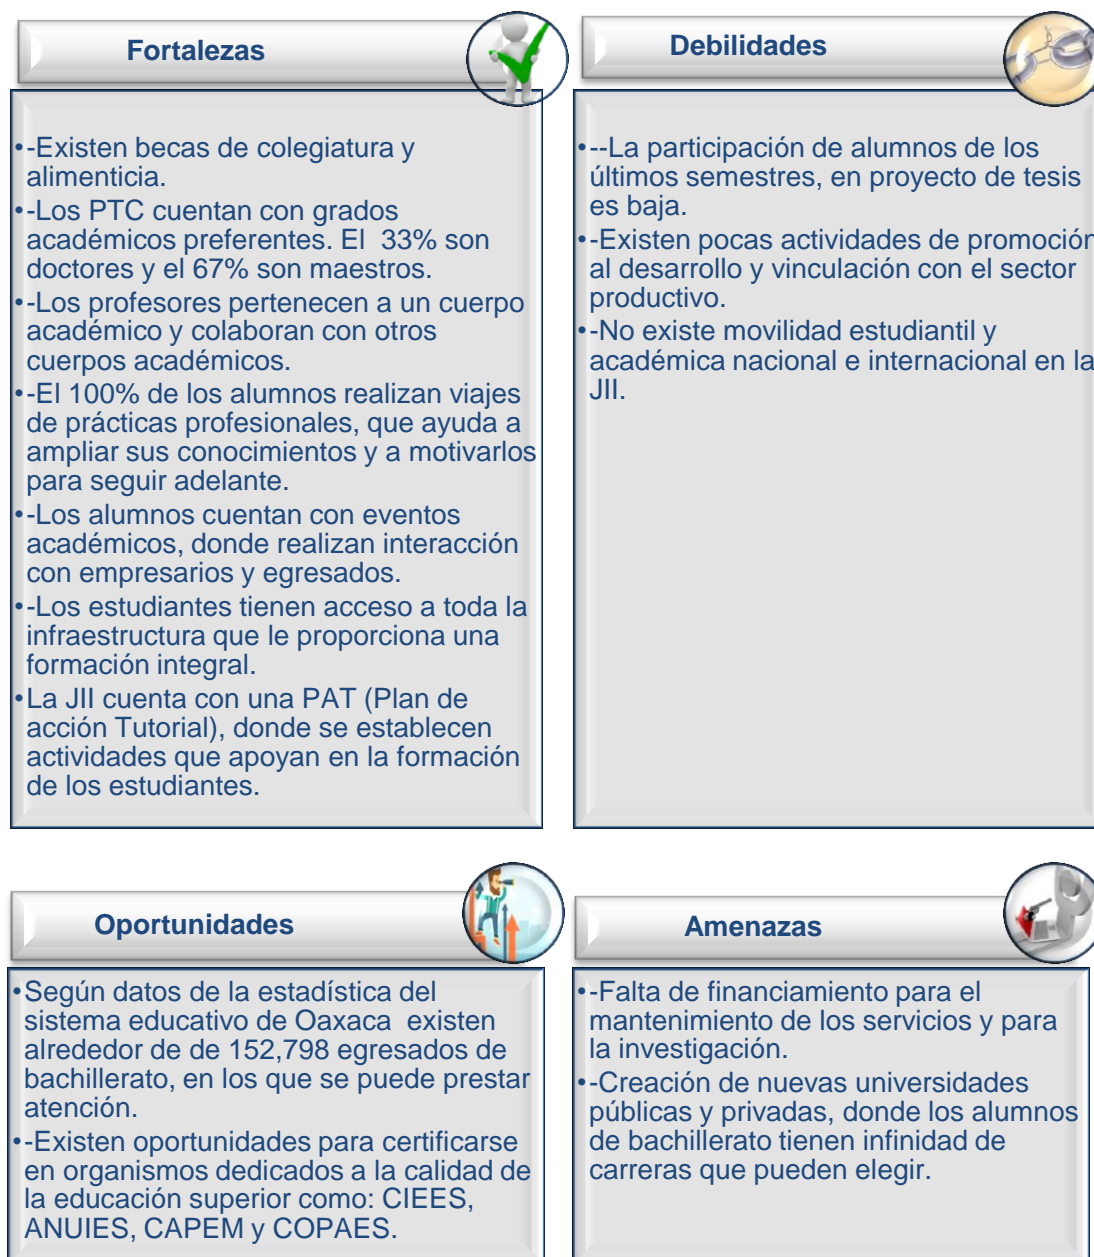 Fortalezas
•-Existen becas de colegiatura y
alimenticia.
•-Los PTC cuentan con grados
académicos preferentes. El 33% son
doctores y el 67% son maestros.
•-Los profesores pertenecen a un cuerpo
académico y colaboran con otros
cuerpos académicos.
•-El 100% de los alumnos realizan viajes
de prácticas profesionales, que ayuda a
ampliar sus conocimientos y a motivarlos
para seguir adelante.
•-Los alumnos cuentan con eventos
académicos, donde realizan interacción
con empresarios y egresados.
•-Los estudiantes tienen acceso a toda la
infraestructura que le proporciona una
formación integral.
•La JII cuenta con una PAT (Plan de
acción Tutorial), donde se establecen
actividades que apoyan en la formación
de los estudiantes.
Debilidades
•--La participación de alumnos de los
últimos semestres, en proyecto de tesis
es baja.
•-Existen pocas actividades de promoción
al desarrollo y vinculación con el sector
productivo.
•-No existe movilidad estudiantil y
académica nacional e internacional en la
JII.
Oportunidades
•Según datos de la estadística del
sistema educativo de Oaxaca existen
alrededor de de 152,798 egresados de
bachillerato, en los que se puede prestar
atención.
•-Existen oportunidades para certificarse
en organismos dedicados a la calidad de
la educación superior como: CIEES,
ANUIES, CAPEM y COPAES.
Amenazas
•-Falta de financiamiento para el
mantenimiento de los servicios y para
la investigación.
•-Creación de nuevas universidades
públicas y privadas, donde los alumnos
de bachillerato tienen infinidad de
carreras que pueden elegir.